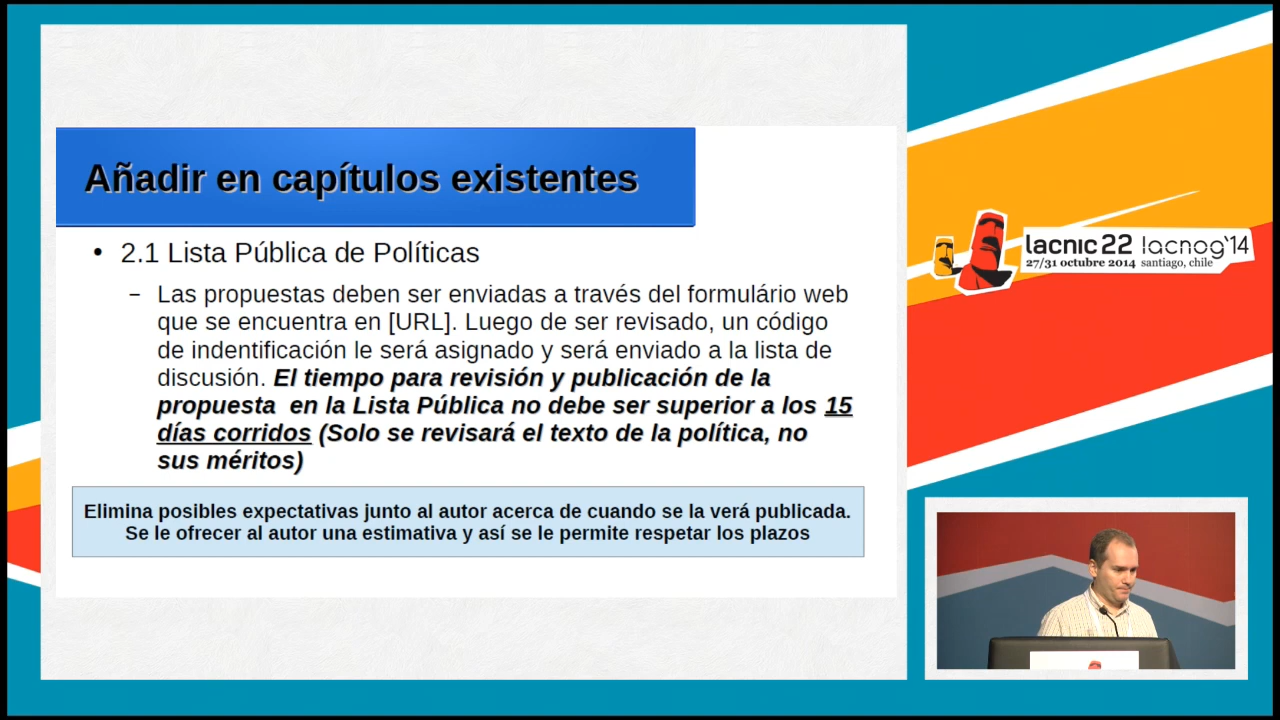 Añadir en capítulos existentes
• 2.1 Lista Pública de Políticas
– Las propuestas deben ser enviadas a través del formulário web
que se encuentra en [URL]. Luego de ser revisado, un código
de indentificación le será asignado y será enviado a la lista de
discusión. El tiempo para revisión y publicación de la
propuesta en la Lista Pública no debe ser superior a los 15
días corridos (Solo se revisará el texto de la política, no
sus méritos)
Elimina posibles expectativas junto al autor acerca de cuando se la verá publicada.
Se le ofrecer al autor una estimativa y así se le permite respetar los plazos
lacnic 22 lacnog'14
27/31 octubre 2014 santiago, chile